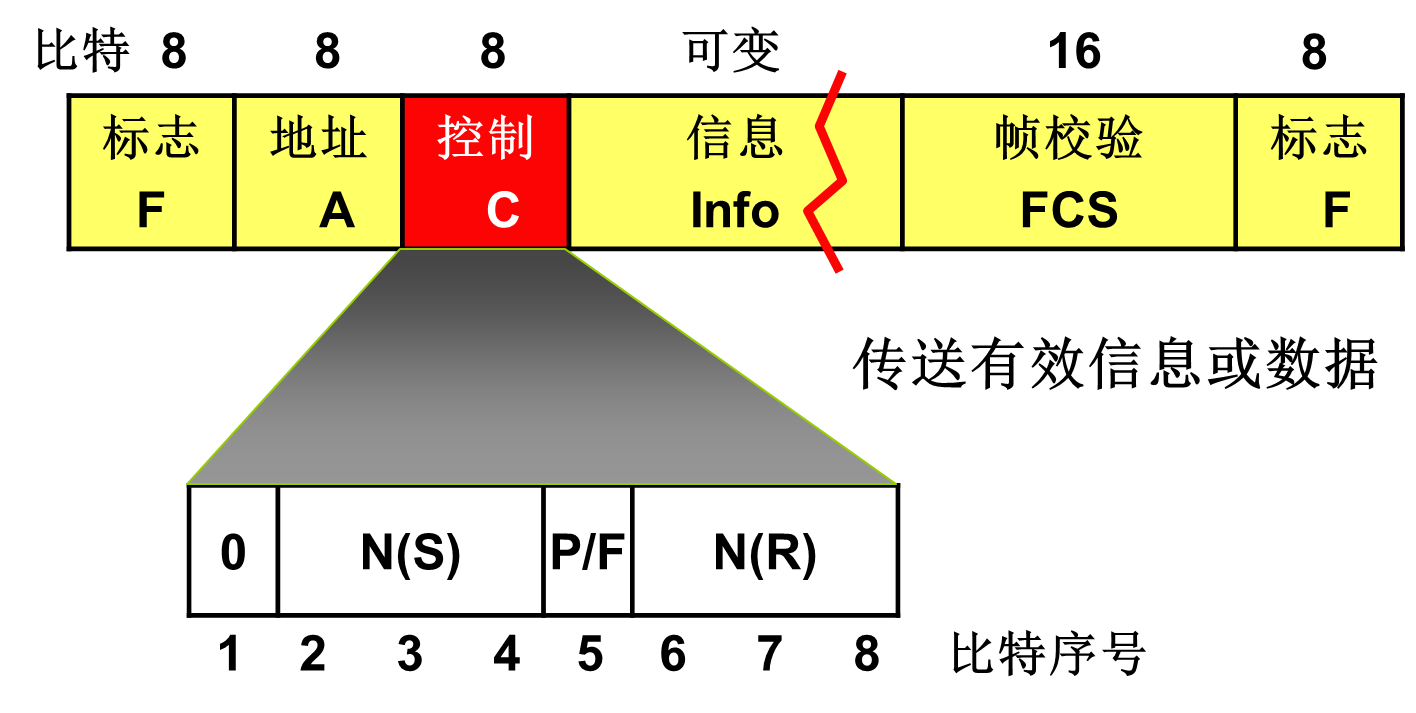 比特 8 8 8 可变 16 8
标志 地址 控制 信息 帧校验 标志
F A C Info FCS F
传送有效信息或数据
0 N(S) P/F N(R)
1 2 3 4 5 6 7 8 比特序号